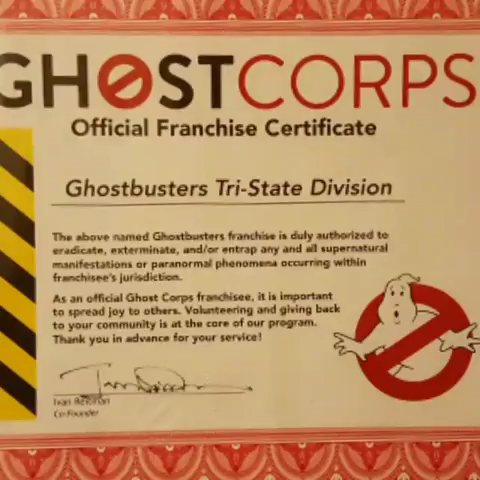 GHOSTCORPS
Official Franchise Certificate
Ghostbusters Tri-State Division
The above named Ghostbusters franchise is duly authorized to
eradicate, exterminate, and/or entrap any and all supernatural
manifestations or paranormal phenomena occurring within
franchisee's jurisdiction.
As an official Ghost Corps franchisee, it is important
to spread joy to others. Volunteering and giving back
to your community is at the core of our program.
Thank you in advance for your service!
Ivan Reitman
Co-Founder